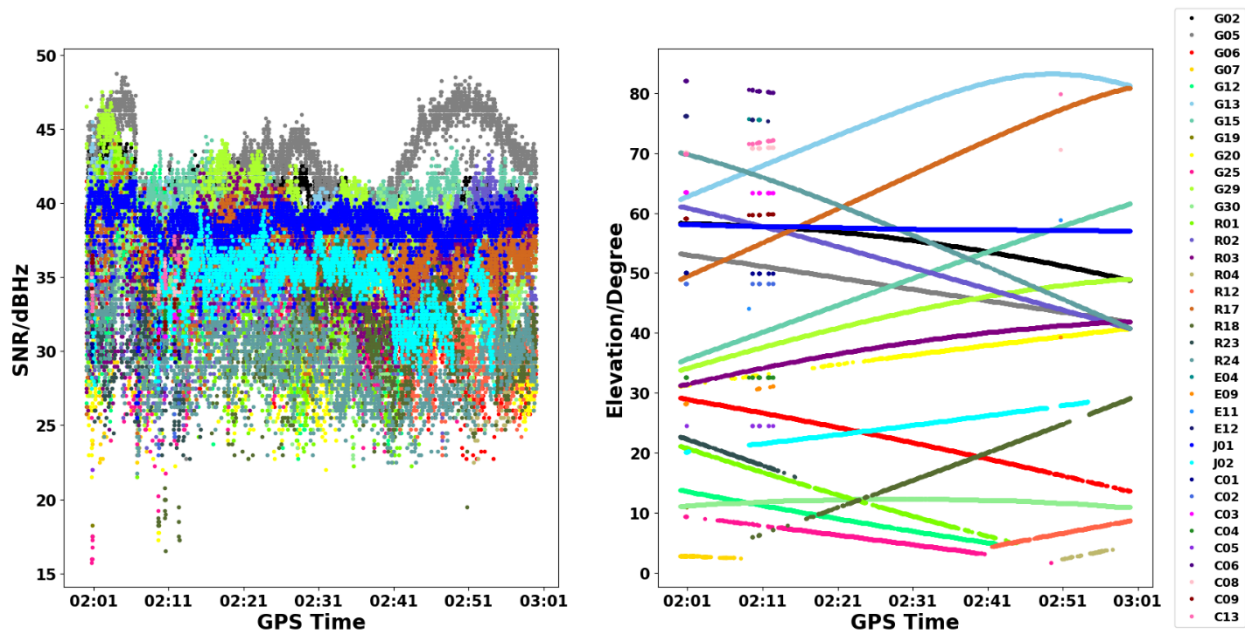 50
45
40
35
30
25
20
15
SNR/dBHz
02:01 02:11 02:21 02:31 02:41 02:51 03:01
GPS Time
80
70
60
50
40
30
20
10
0
Elevation/Degree
02:01 02:11 02:21 02:31 02:41 02:51 03:01
GPS Time
G02
G05
G06
G07
G12
G13
G15
G19
G20
G25
G29
G30
R01
R02
R03
R04
R12
R17
R18
R23
R24
E04
E09
E11
E12
J01
J02
C01
C02
C03
C04
C05
C06
C08
C09
C13